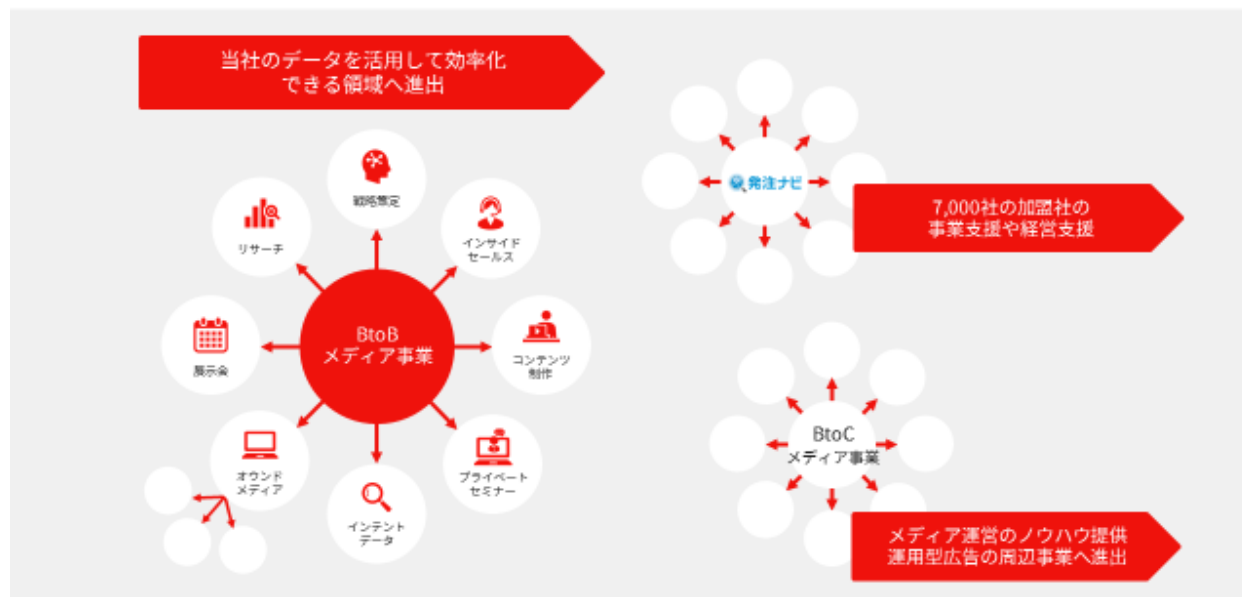 当社のデータを活用して効率化
できる領域へ進出
戦略策定
リサーチ
インサイド
セールス
BtoB
メディア事業
展示会
コンテンツ
制作
オウンド
メディア
プライベート
セミナー
インテント
データ
発注ナビ
7,000社の加盟社の
事業支援や経営支援
BtoC
メディア事業
メディア運営のノウハウ提供
運用型広告の周辺事業へ進出